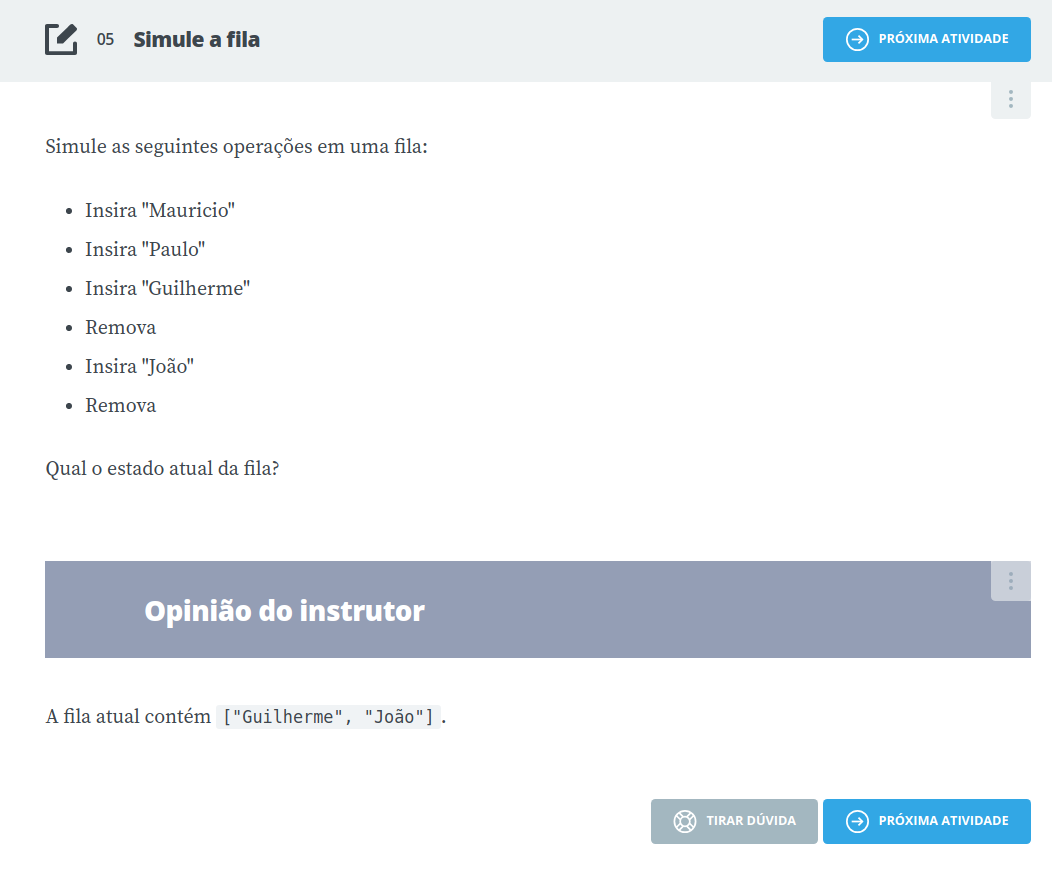 05 Simule a fila
PRÓXIMA ATIVIDADE
Simule as seguintes operações em uma fila:
• Insira "Mauricio"
• Insira "Paulo"
• Insira "Guilherme"
• Remova
• Insira "João"
• Remova
Qual o estado atual da fila?
Opinião do instrutor
A fila atual contém ["Guilherme", "João"].
TIRAR DÚVIDA
PRÓXIMA ATIVIDADE